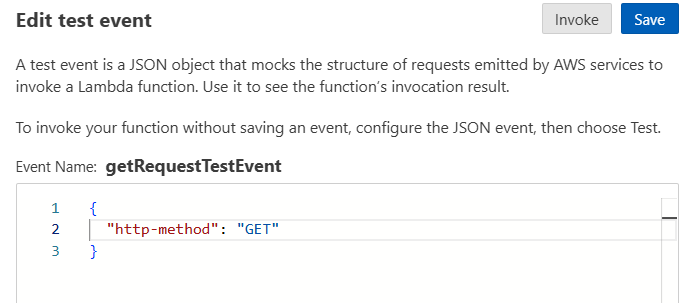 Edit test event
Invoke
Save
A test event is a JSON object that mocks the structure of requests emitted by AWS services to
invoke a Lambda function. Use it to see the function’s invocation result.
To invoke your function without saving an event, configure the JSON event, then choose Test.
Event Name: getRequestTestEvent
1 {
2 "http-method": "GET"
3 }